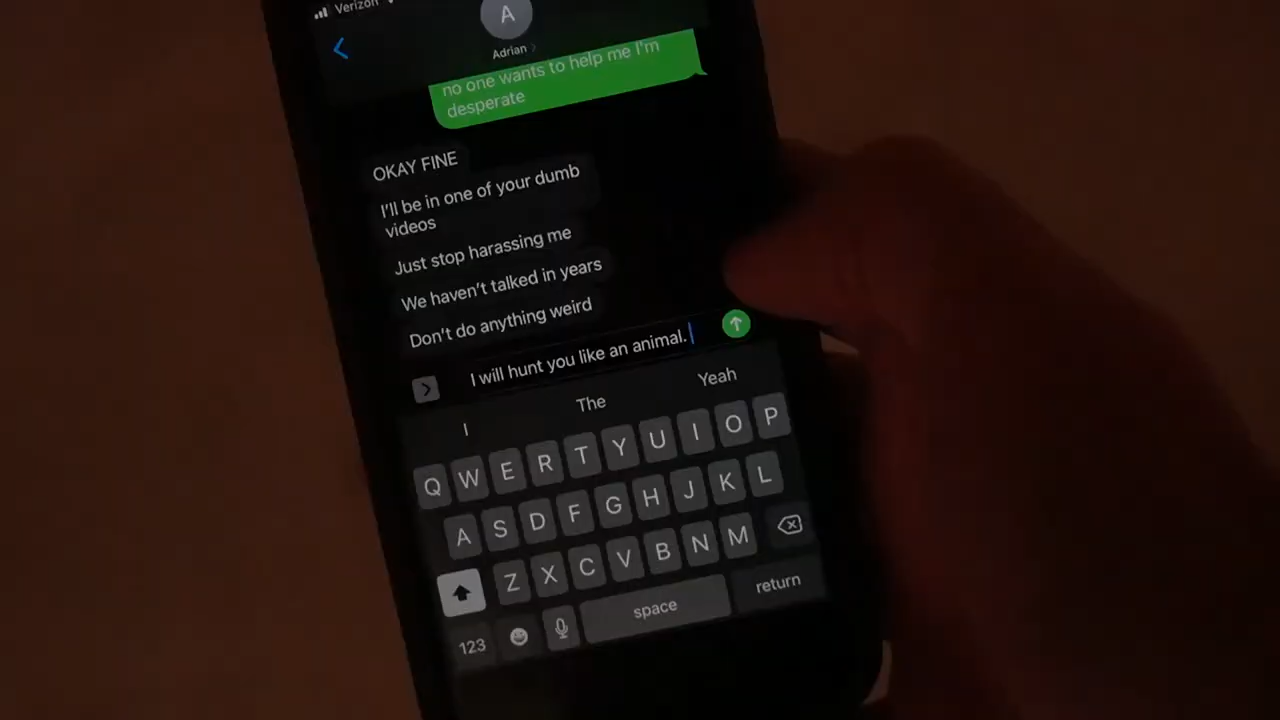 Verizon
A
Adrian
no one wants to help me I'm
desperate
OKAY FINE
I'll be in one of your dumb
videos
Just stop harassing me
We haven't talked in years
Don't do anything weird
I will hunt you like an animal.
I The Yeah
Q W E R T Y U I O P
A S D F G H J K L
Z X C V B N M
123 space return